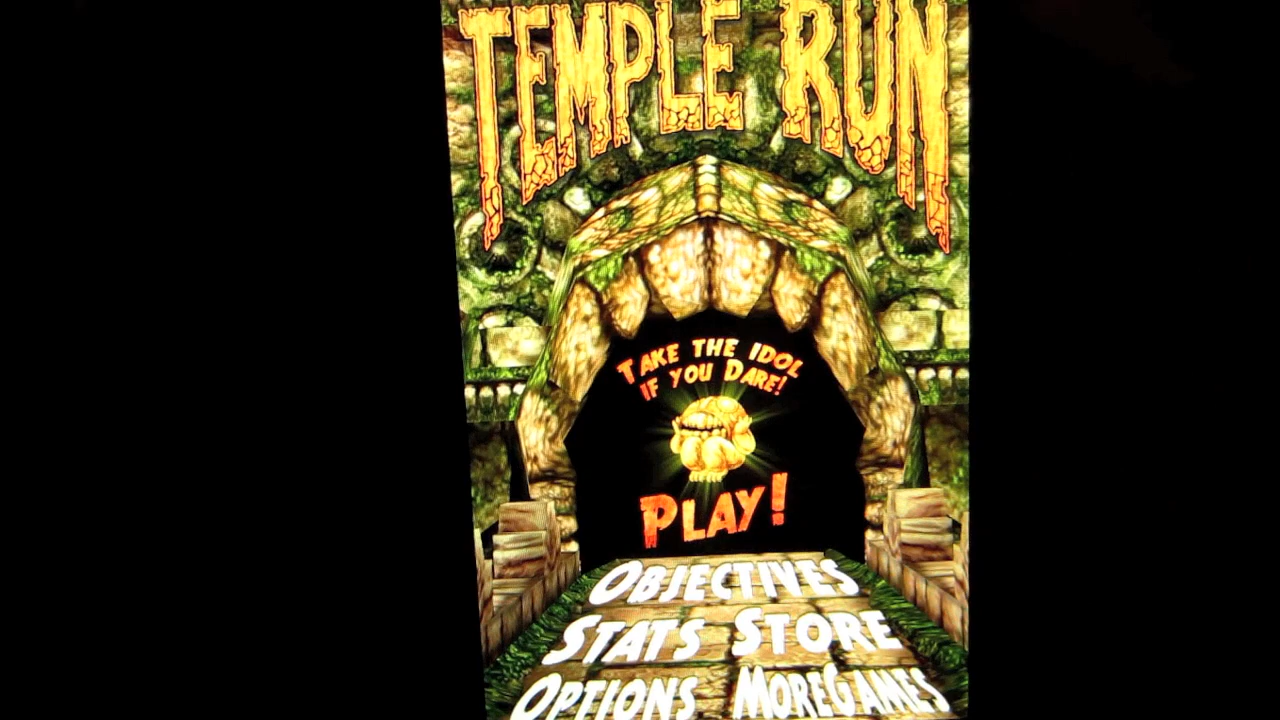 TEMPLE RUN
TAKE THE IDOL
IF YOU DARE!
PLAY!
OBJECTIVES
STATS STORE
OPTIONS MOREGAMES